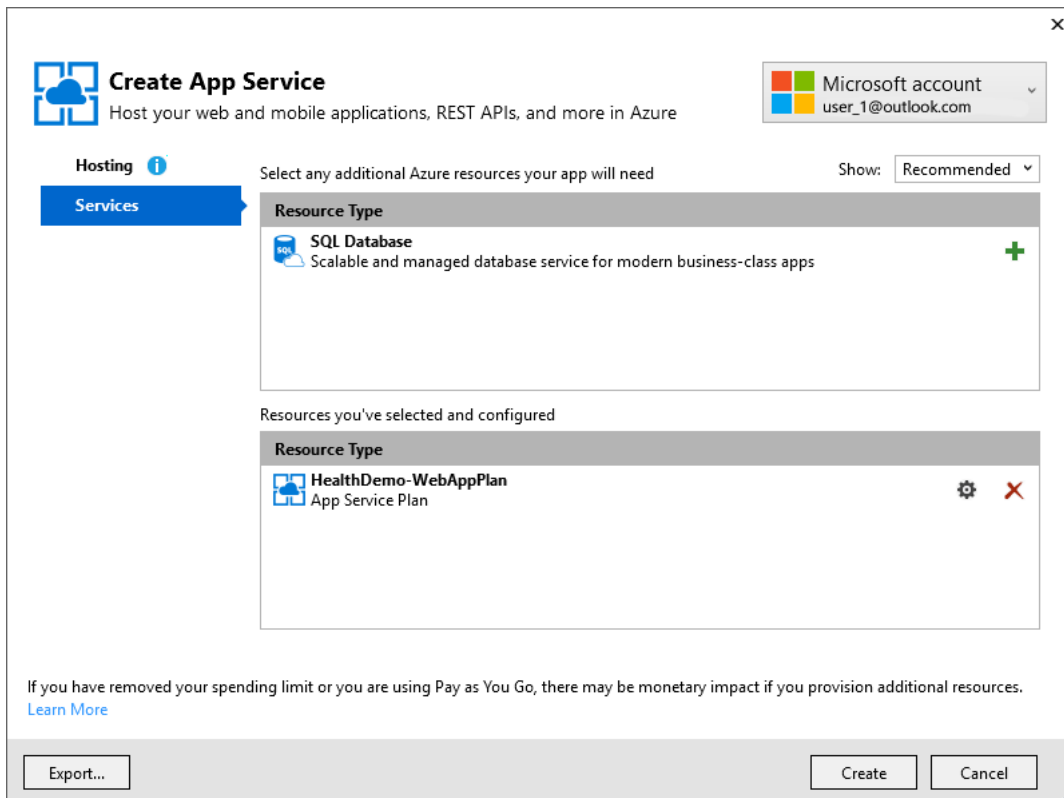 Create App Service
Host your web and mobile applications, REST APIs, and more in Azure
Microsoft account
user_1@outlook.com
Hosting
Services
Select any additional Azure resources your app will need
Show: Recommended
Resource Type
SQL
SQL Database
Scalable and managed database service for modern business-class apps
Resources you've selected and configured
Resource Type
HealthDemo-WebAppPlan
App Service Plan
If you have removed your spending limit or you are using Pay as You Go, there may be monetary impact if you provision additional resources.
Learn More
Export...
Create
Cancel